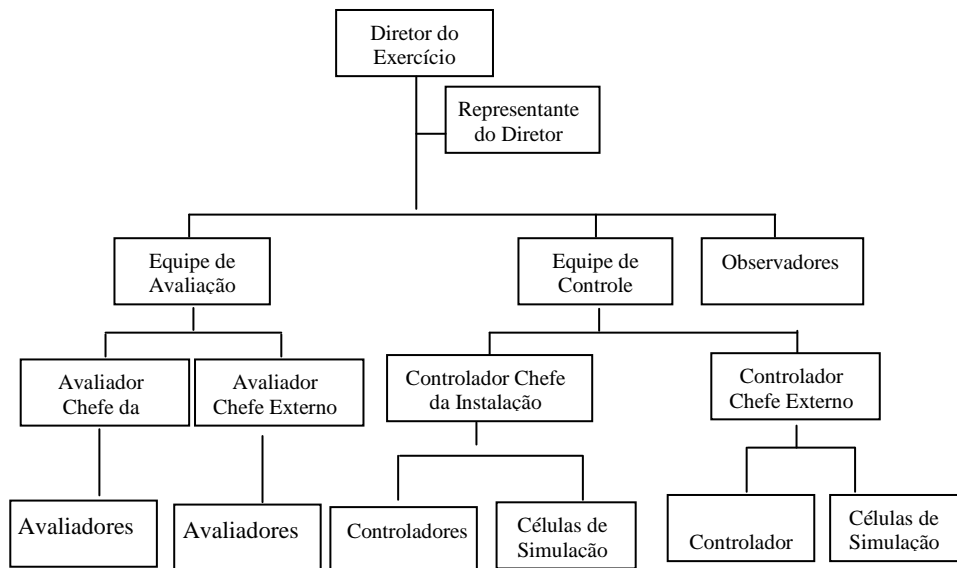 Diretor do
Exercício
Representante
do Diretor
Equipe de
Avaliação
Equipe de
Controle
Observadores
Avaliador
Chefe da
Avaliador
Chefe Externo
Controlador Chefe
da Instalação
Controlador
Chefe Externo
Avaliadores
Avaliadores
Controladores
Células de
Simulação
Controlador
Células de
Simulação